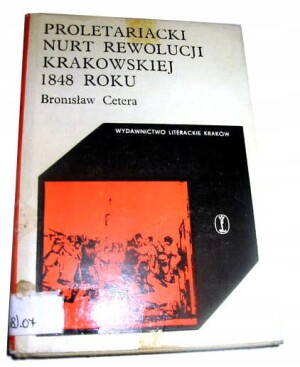 PROLETARIACKI
NURT REWOLUCJI
KRAKOWSKIEJ
1848 ROKU
Bronisław Cetera
WYDAWNICTWO LITERACKIE KRAKÓW